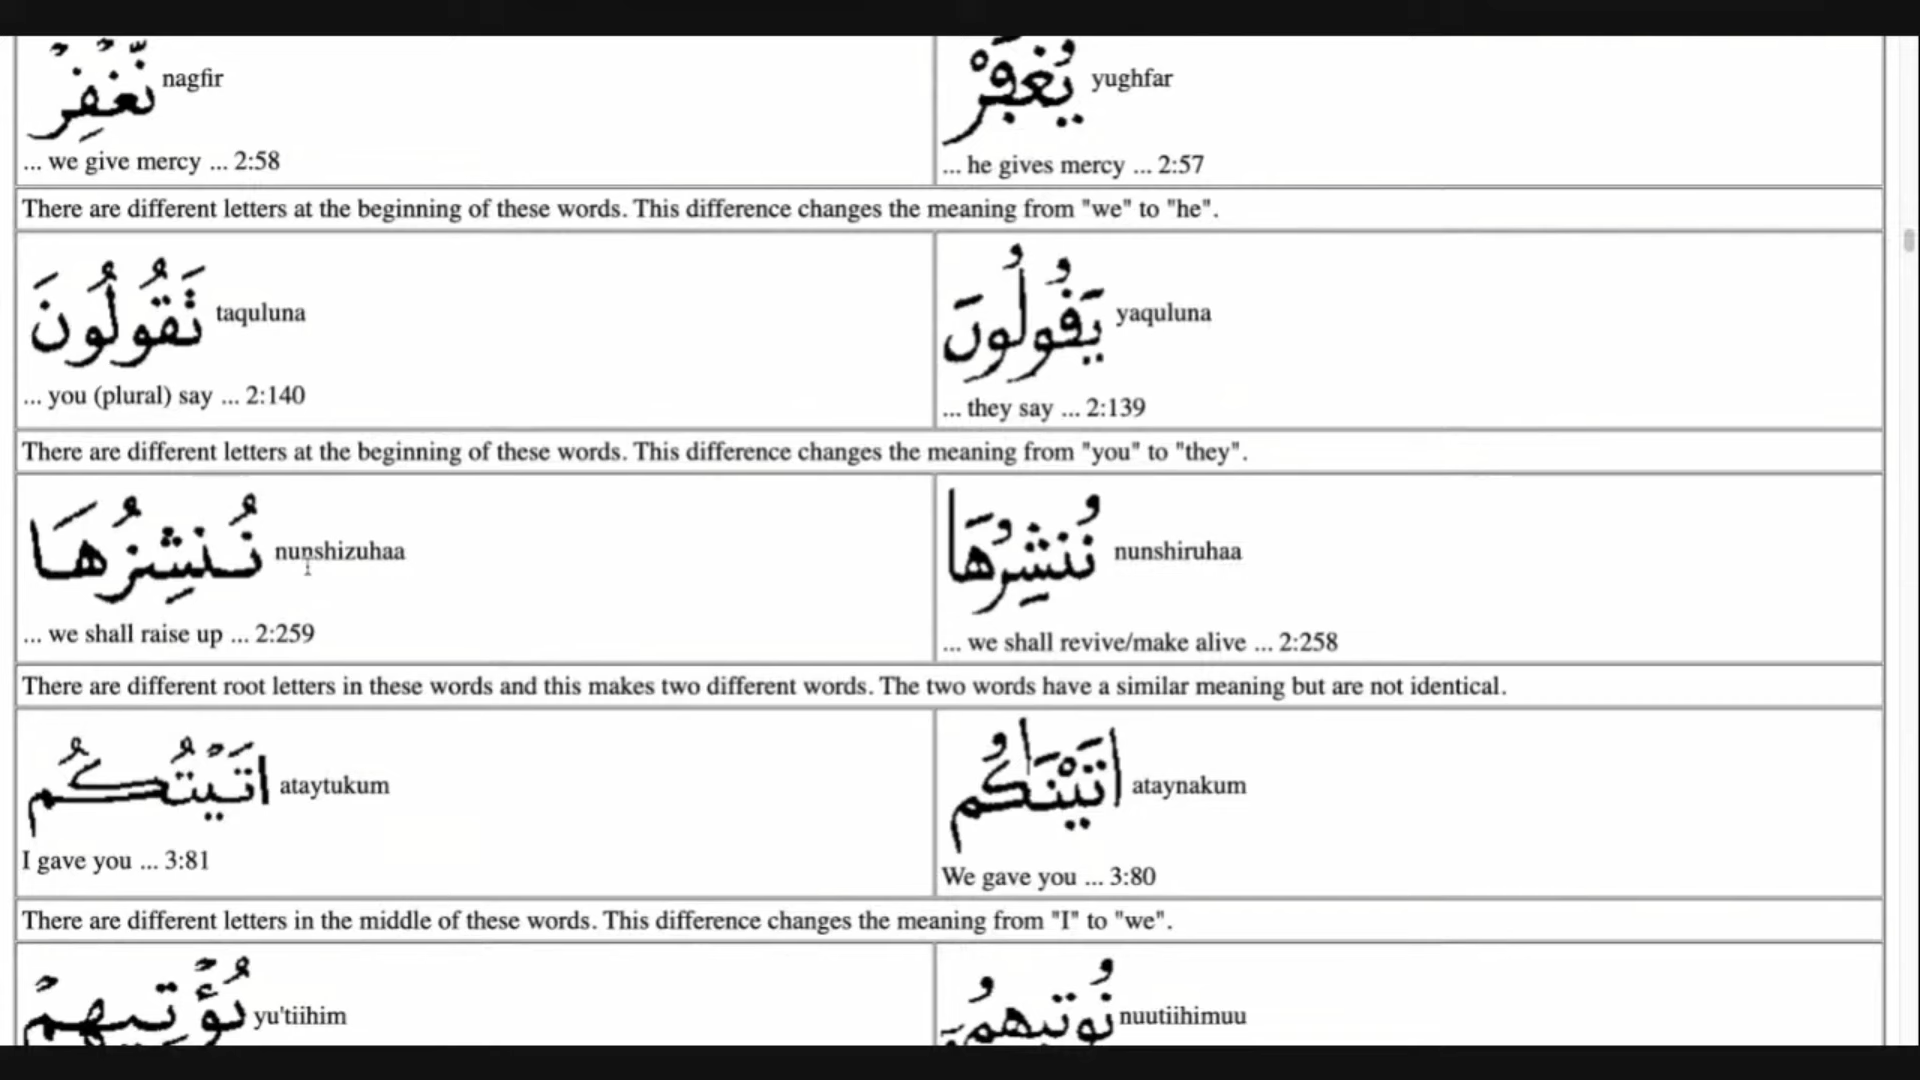 نَّغْفِرْ nagfir
يُغْفَرْ yughfar
... we give mercy ... 2:58
... he gives mercy ... 2:57
There are different letters at the beginning of these words. This difference changes the meaning from "we" to "he".
تَقُولُونَ taquluna
يَقُولُونَ yaquluna
... you (plural) say ... 2:140
... they say ... 2:139
There are different letters at the beginning of these words. This difference changes the meaning from "you" to "they".
نُنشِزُهَا nunshizuhaa
نُنشِرُهَا nunshiruhaa
... we shall raise up ... 2:259
... we shall revive/make alive ... 2:258
There are different root letters in these words and this makes two different words. The two words have a similar meaning but are not identical.
اتَيْتُكُم ataytukum
اتَيْنَٰكُم ataynakum
I gave you ... 3:81
We gave you ... 3:80
There are different letters in the middle of these words. This difference changes the meaning from "I" to "we".
yu'tiihim
nuutiihimuu